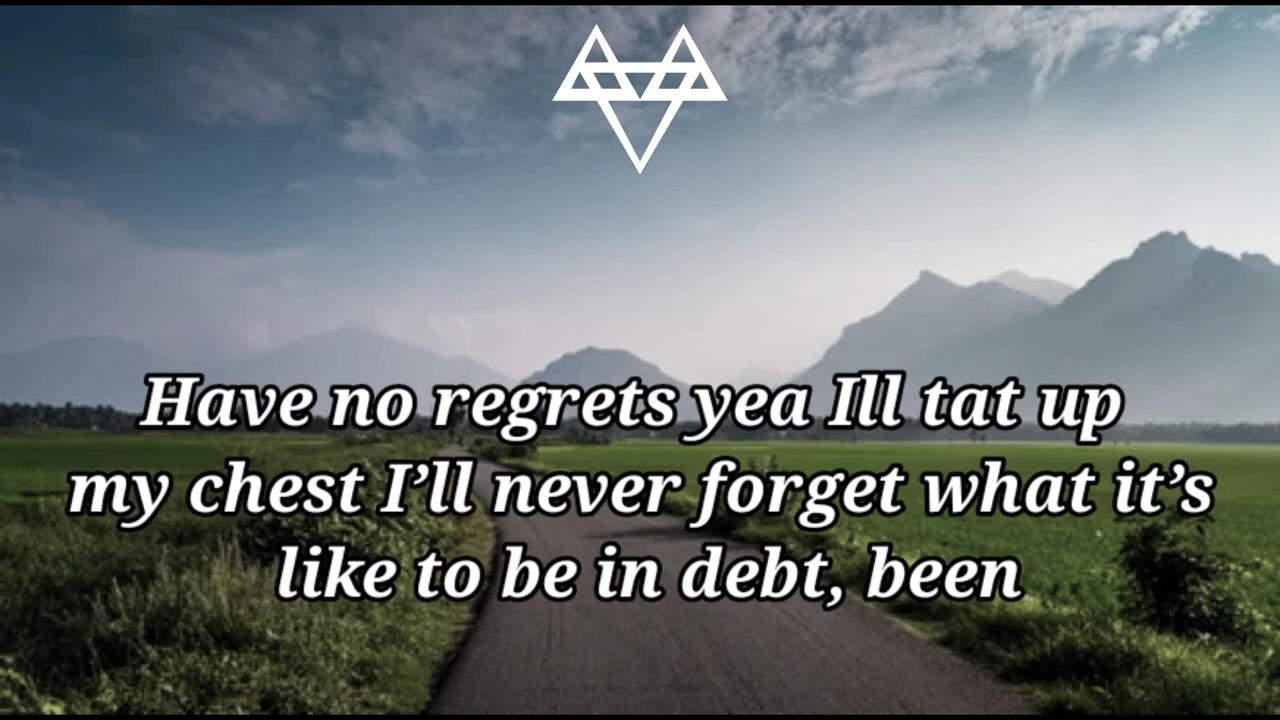 Have no regrets yea Ill tat up
my chest I’ll never forget what it’s
like to be in debt, been